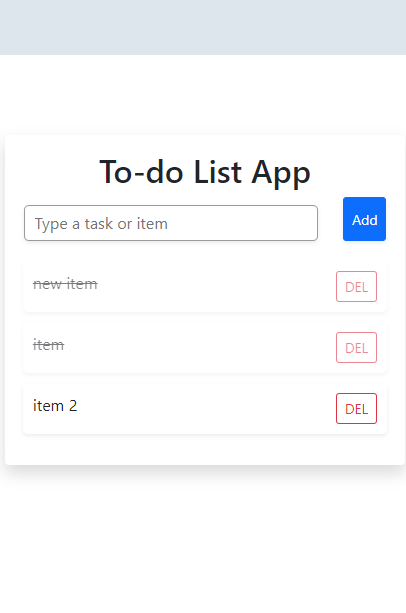 To-do List App
Type a task or item
Add
new item
DEL
item
DEL
item 2
DEL